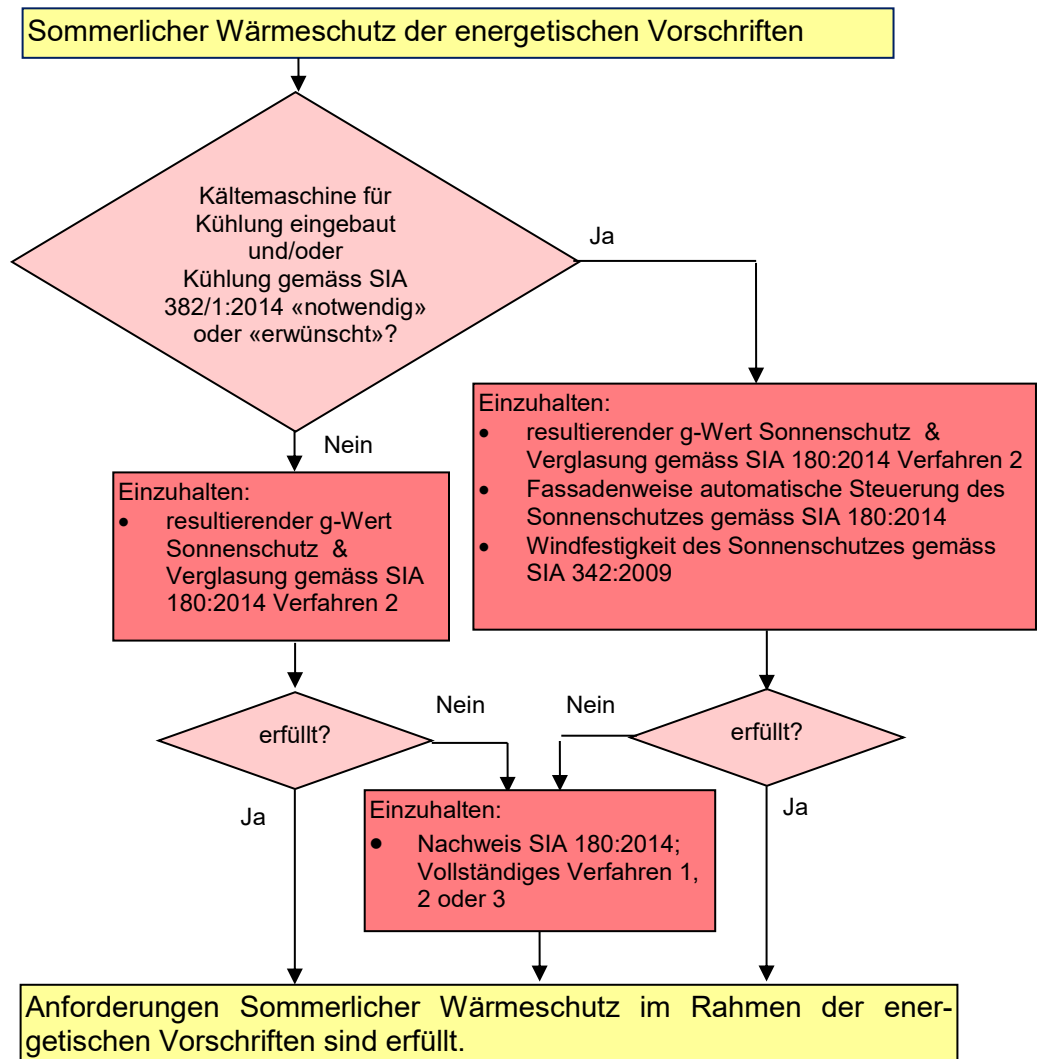 Sommerlicher Wärmeschutz der energetischen Vorschriften
Kältemaschine für
Kühlung eingebaut
und/oder
Kühlung gemäss SIA
382/1:2014 «notwendig»
oder «erwünscht»?
Ja
Nein
Einzuhalten:
• resultierender g-Wert Sonnenschutz &
Verglasung gemäss SIA 180:2014 Verfahren 2
• Fassadenweise automatische Steuerung des
Sonnenschutzes gemäss SIA 180:2014
• Windfestigkeit des Sonnenschutzes gemäss
SIA 342:2009
Einzuhalten:
• resultierender g-Wert
Sonnenschutz &
Verglasung gemäss SIA
180:2014 Verfahren 2
erfüllt?
Nein
Nein
erfüllt?
Ja
Ja
Einzuhalten:
• Nachweis SIA 180:2014;
Vollständiges Verfahren 1,
2 oder 3
Anforderungen Sommerlicher Wärmeschutz im Rahmen der ener-
getischen Vorschriften sind erfüllt.